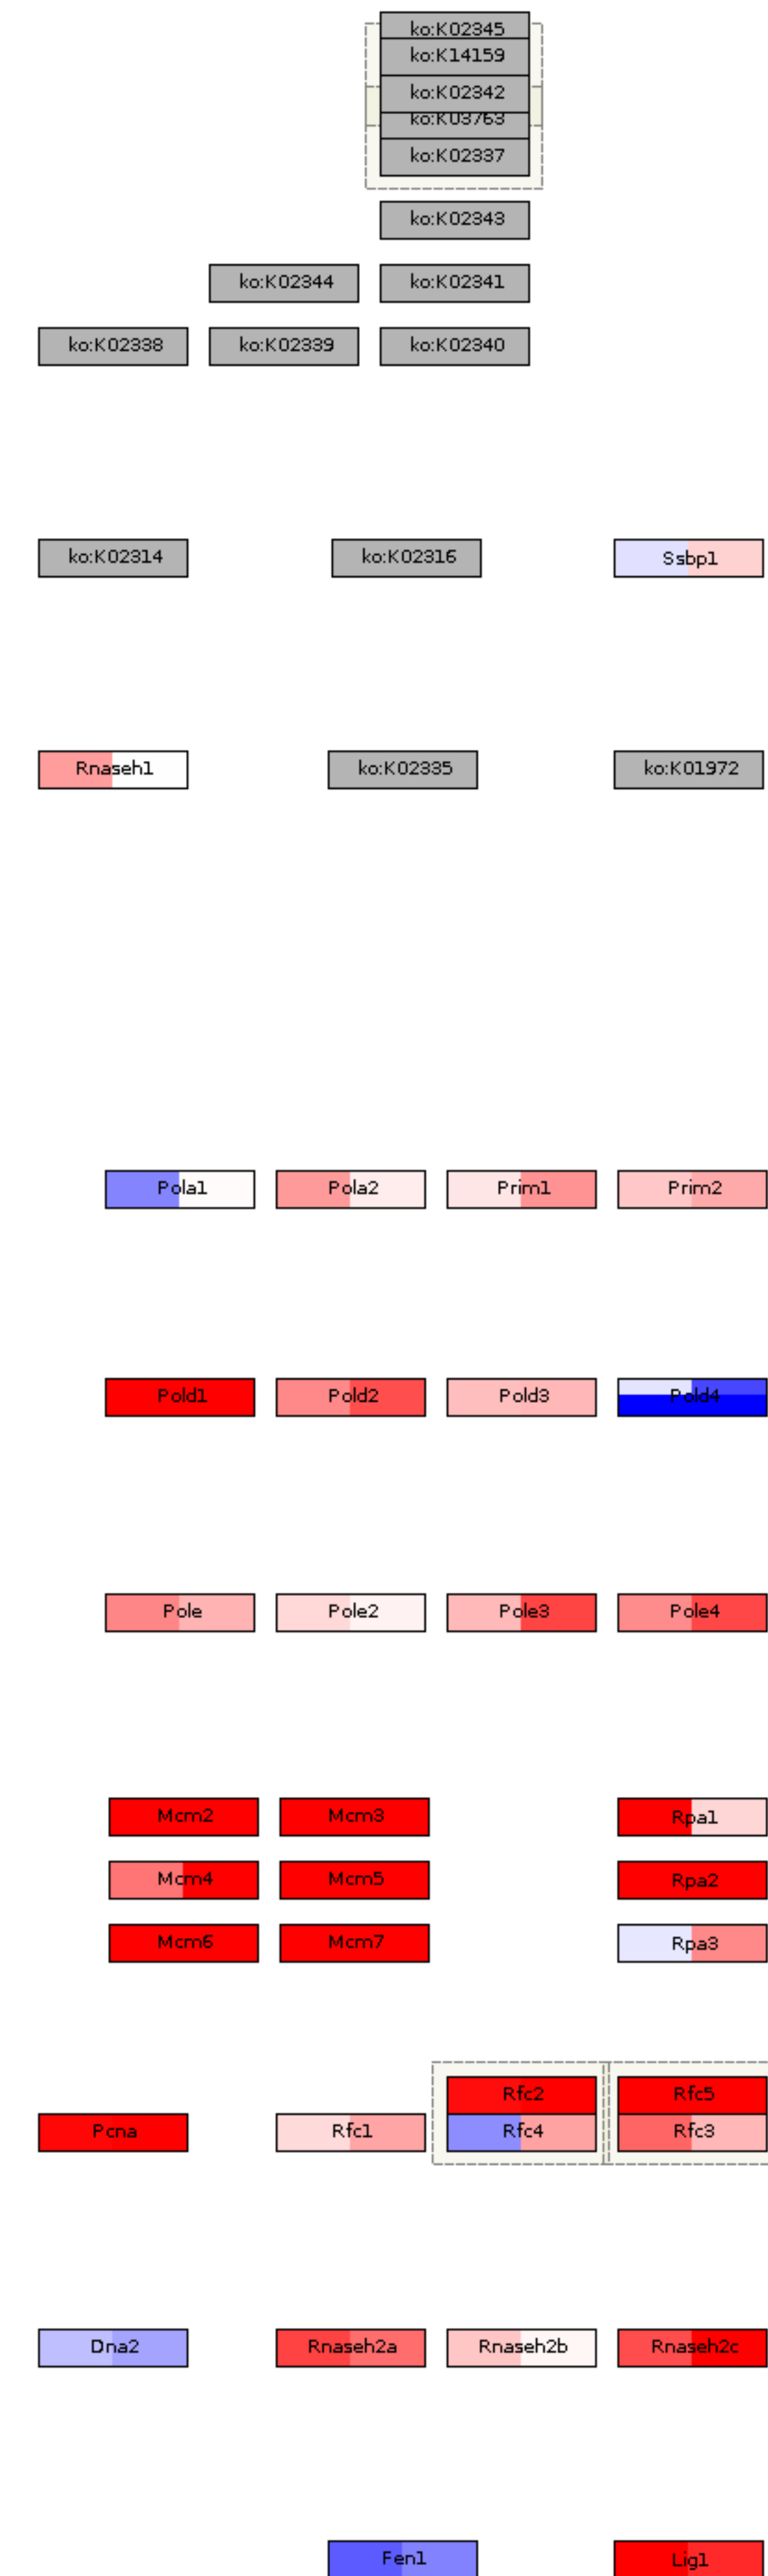 ko:K02345
ko:K14159
ko:K02342
ko:K03763
ko:K02337
ko:K02343
ko:K02344 ko:K02341
ko:K02338 ko:K02339 ko:K02340
ko:K02314 ko:K02316 Ssbp1
Rnaseh1 ko:K02335 ko:K01972
Pola1 Pola2 Prim1 Prim2
Pold1 Pold2 Pold3 Pold4
Pole Pole2 Pole3 Pole4
Mcm2 Mcm3 Rpa1
Mcm4 Mcm5 Rpa2
Mcm6 Mcm7 Rpa3
Rfc2 Rfc5
Pcna Rfc1 Rfc4 Rfc3
Dna2 Rnaseh2a Rnaseh2b Rnaseh2c
Fen1 Lig1